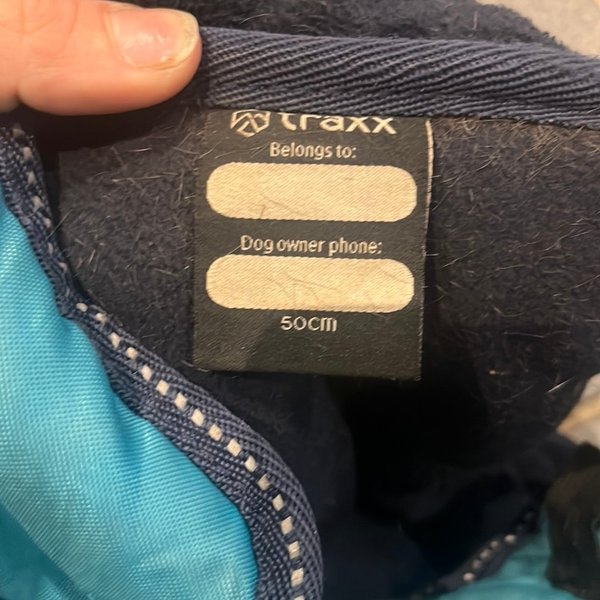 traxx
Belongs to:
Dog owner phone:
50cm